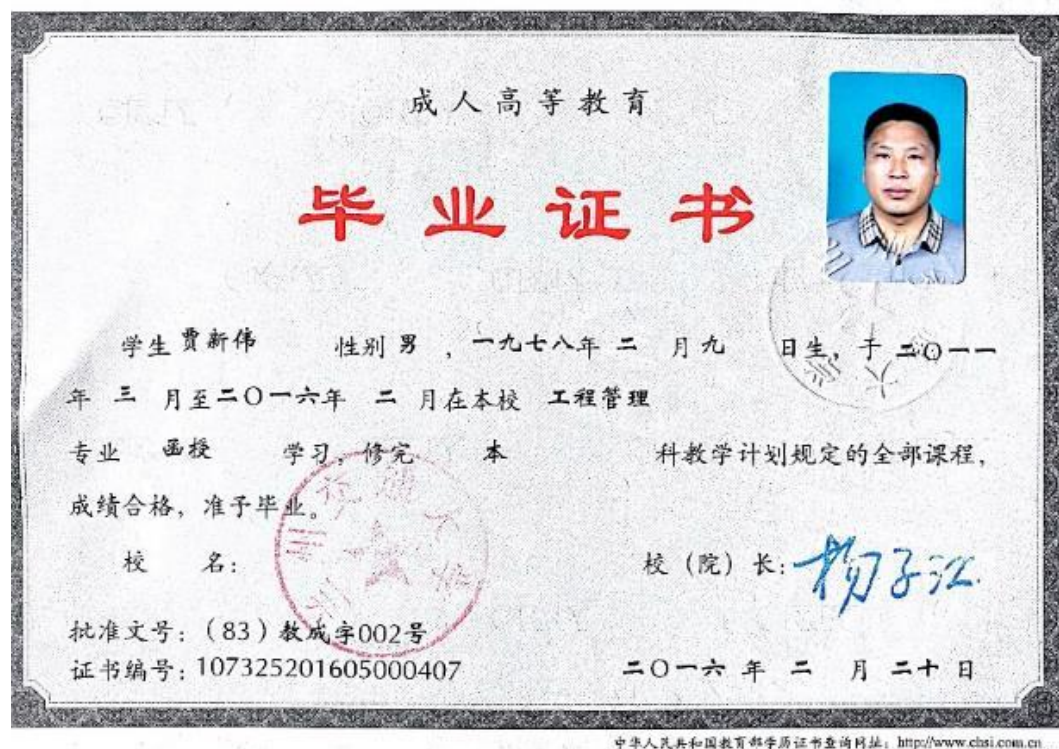 成人高等教育
毕业证书
学生 贾新伟 性别 男 ，一九七八年 二 月九 日生，于 二〇一一
年 三 月至二〇一六年 二 月在本校 工程管理
专业 函授 学习，修完 本 科教学计划规定的全部课程，
成绩合格，准予毕业。
校 名：
校（院）长：杨子江
批准文号：（83）教成字002号
证书编号：107325201605000407
二〇一六 年 二 月 二十 日
中华人民共和国教育部学历证书查询网址：http://www.chsi.com.cn